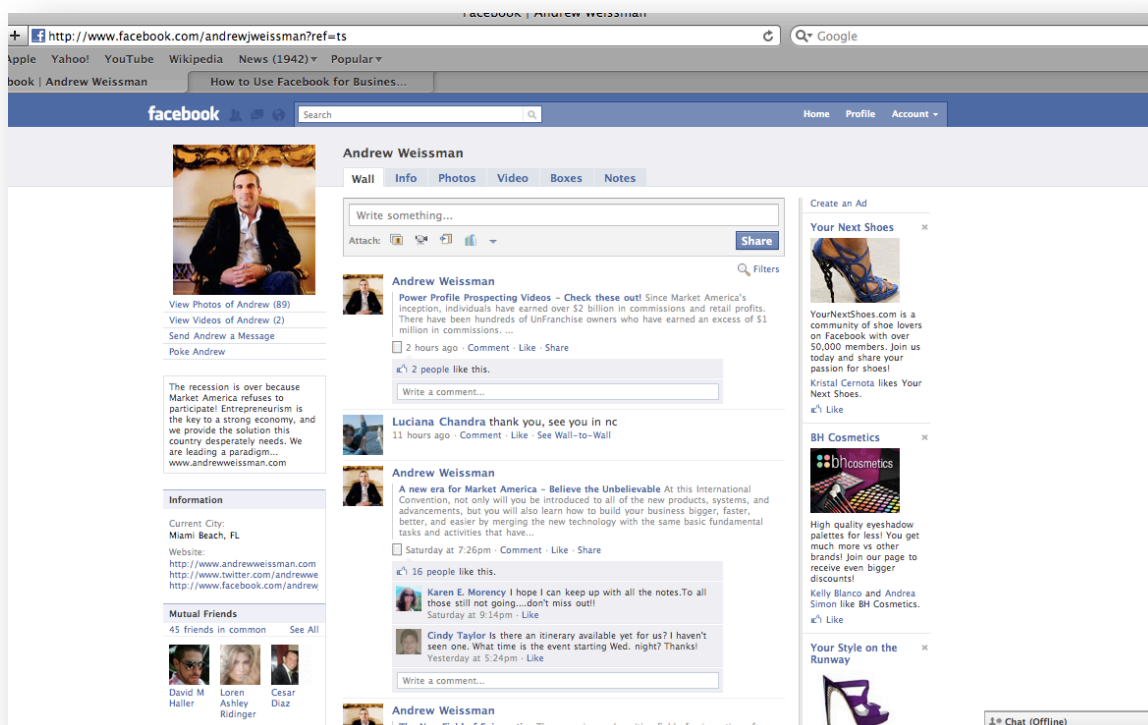 Facebook | Andrew Weissman
+ http://www.facebook.com/andrewjweissman?ref=ts
Google
Apple Yahoo! YouTube Wikipedia News (1942) Popular
book | Andrew Weissman
How to Use Facebook for Busines...
facebook
Search
Home Profile Account
Andrew Weissman
Wall Info Photos Video Boxes Notes
Write something...
Attach:
Share
Filters
View Photos of Andrew (89)
View Videos of Andrew (2)
Send Andrew a Message
Poke Andrew
The recession is over because
Market America refuses to
participate! Entrepreneurism is
the key to a strong economy, and
we provide the solution this
country desperately needs. We
are leading a paradigm...
www.andrewweissman.com
Information
Current City:
Miami Beach, FL
Website:
http://www.andrewweissman.com
http://www.twitter.com/andrewwe
http://www.facebook.com/andrew
Mutual Friends
45 friends in common See All
David M
Haller
Loren
Ashley
Ridinger
Cesar
Diaz
Andrew Weissman
Power Profile Prospecting Videos – Check these out! Since Market America's
inception, individuals have earned over $2 billion in commissions and retail profits.
There have been hundreds of UnFranchise owners who have earned an excess of $1
million in commissions. ...
2 hours ago · Comment · Like · Share
2 people like this.
Write a comment...
Luciana Chandra thank you, see you in nc
11 hours ago · Comment · Like · See Wall-to-Wall
Andrew Weissman
A new era for Market America – Believe the Unbelievable At this International
Convention, not only will you be introduced to all of the new products, systems, and
advancements, but you will also learn how to build your business bigger, faster,
better, and easier by merging the new technology with the same basic fundamental
tasks and activities that have...
Saturday at 7:26pm · Comment · Like · Share
16 people like this.
Karen E. Morency I hope I can keep up with all the notes.To all
those still not going....don't miss out!!
Saturday at 9:14pm · Like
Cindy Taylor Is there an itinerary available yet for us? I haven't
seen one. What time is the event starting Wed. night? Thanks!
Yesterday at 5:24pm · Like
Write a comment...
Andrew Weissman
Create an Ad
Your Next Shoes
YourNextShoes.com is a
community of shoe lovers
on Facebook with over
50,000 members. Join us
today and share your
passion for shoes!
Kristal Cernota likes Your
Next Shoes.
Like
BH Cosmetics
bhcosmetics
High quality eyeshadow
palettes for less! You get
much more vs other
brands! Join our page to
receive even bigger
discounts!
Kelly Blanco and Andrea
Simon like BH Cosmetics.
Like
Your Style on the
Runway
Chat (Offline)